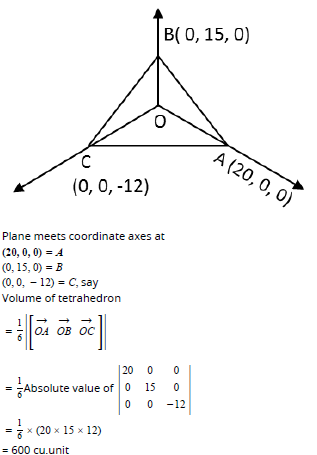 B( 0, 15, 0)
O
C
A (20, 0, 0)
(0, 0, -12)
Plane meets coordinate axes at
(20, 0, 0) = A
(0, 15, 0) = B
(0, 0, – 12) = C, say
Volume of tetrahedron
= 1/6 |[→OA →OB →OC]|
= 1/6 Absolute value of |20 0 0|
|0 15 0|
|0 0 −12|
= 1/6 × (20 × 15 × 12)
= 600 cu.unit